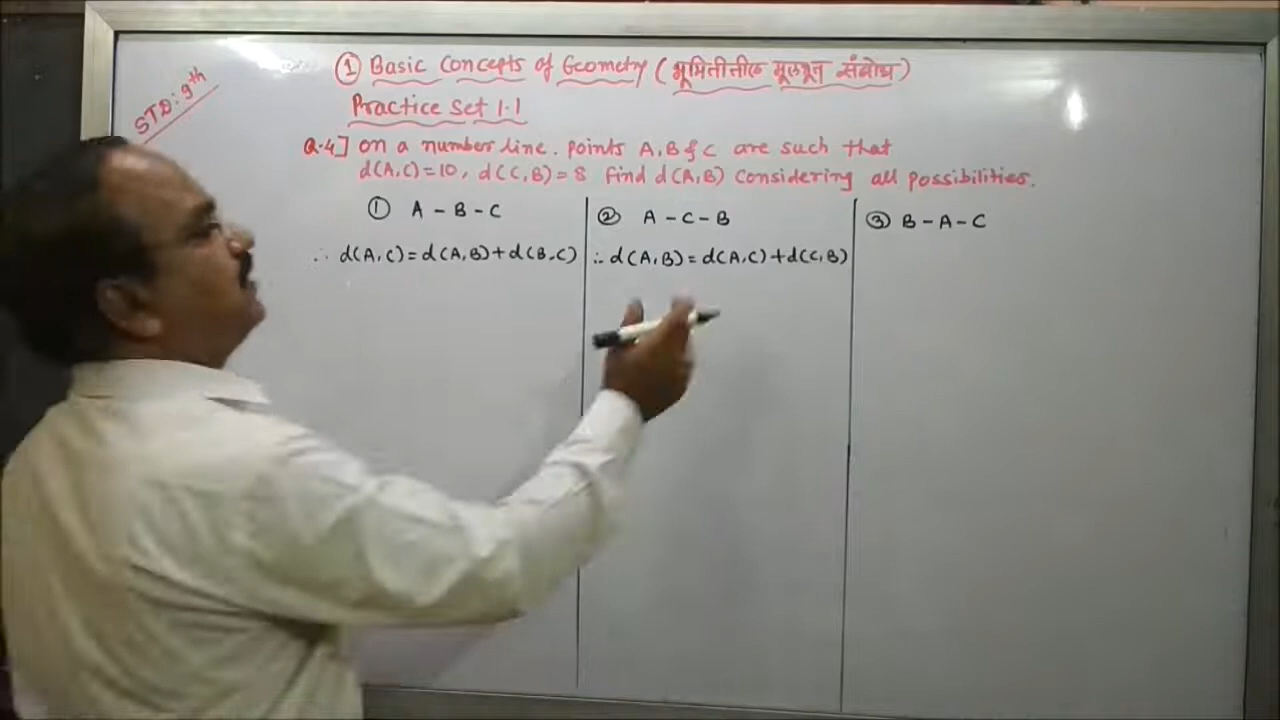 STD: 9th
① Basic Concepts of Geometry (भूमितीतील मूलभूत संबोध)
Practice Set 1.1
Q.4] On a number line. points A, B & C are such that
d(A,C)=10, d(C,B)=8 find d(A,B) considering all possibilities.
① A - B - C
∴ d(A,C)=d(A,B)+d(B,C)
② A - C - B
∴ d(A,B)=d(A,C)+d(C,B)
③ B - A - C